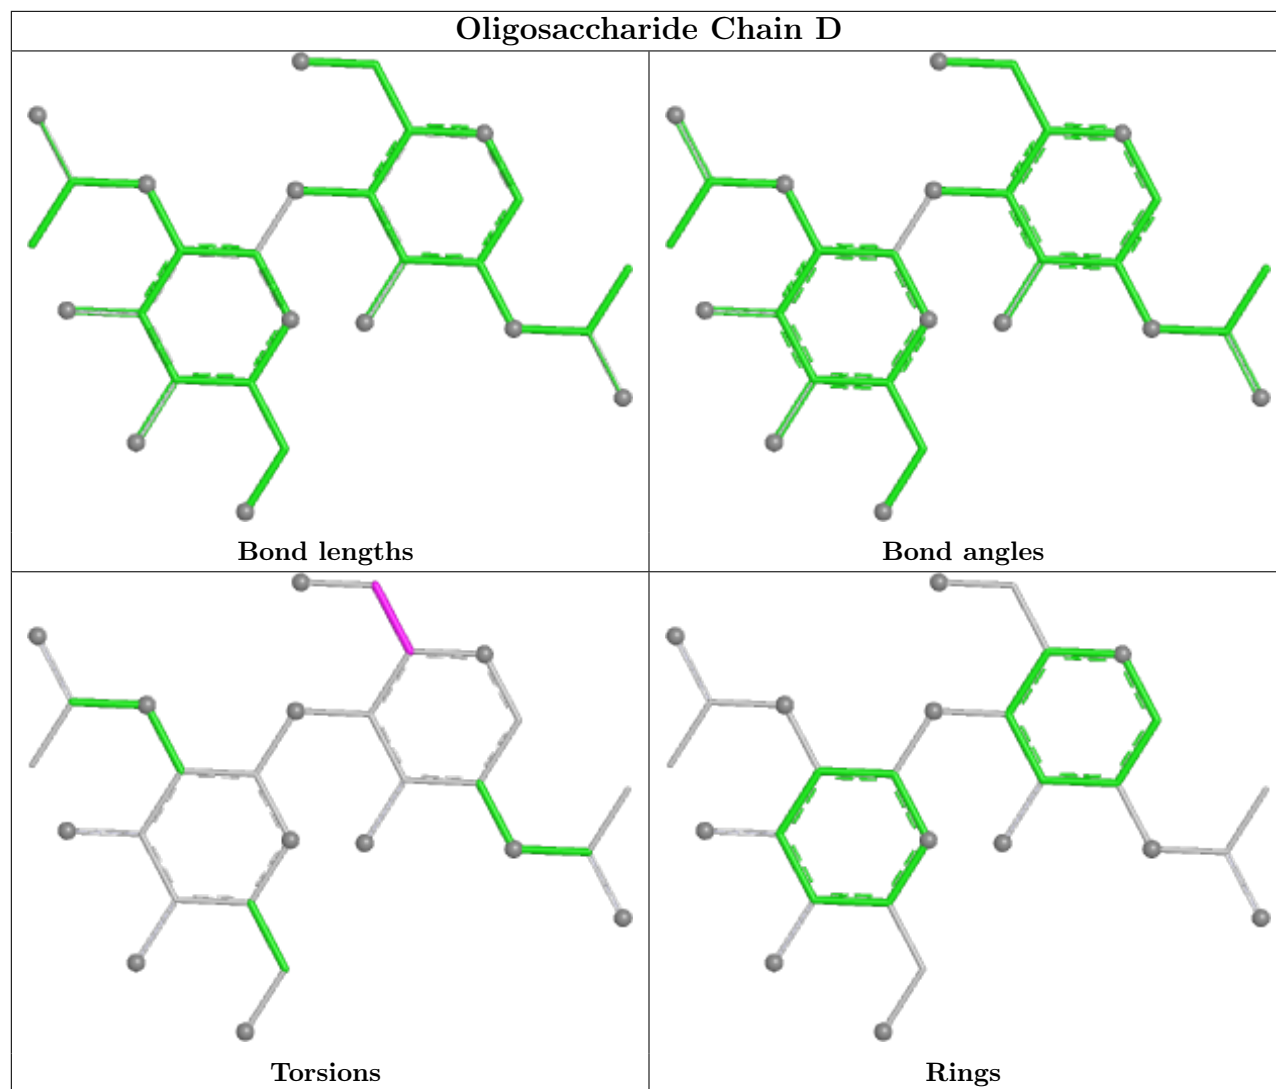 Oligosaccharide Chain D
Bond lengths
Bond angles
Torsions
Rings